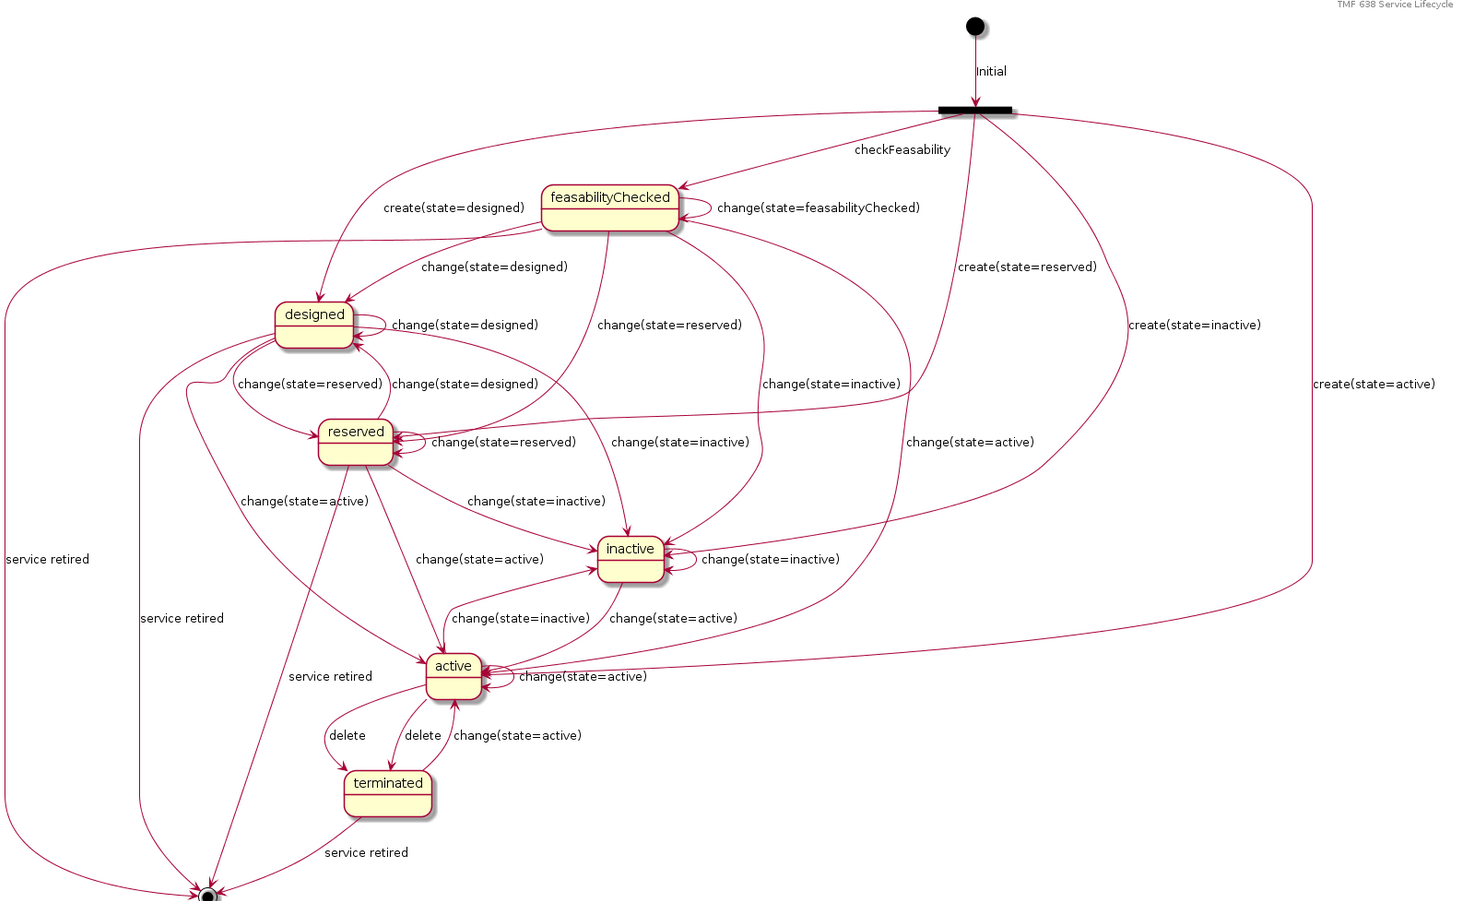 TMF 638 Service Lifecycle
Initial
checkFeasability
feasabilityChecked
create(state=designed)
change(state=feasabilityChecked)
change(state=designed)
create(state=reserved)
designed
change(state=designed)
change(state=reserved)
create(state=inactive)
change(state=reserved)
change(state=designed)
change(state=inactive)
create(state=active)
reserved
change(state=reserved)
change(state=inactive)
change(state=active)
change(state=active)
change(state=inactive)
inactive
service retired
change(state=active)
change(state=inactive)
service retired
change(state=inactive)
change(state=active)
active
service retired
change(state=active)
delete
delete
change(state=active)
terminated
service retired